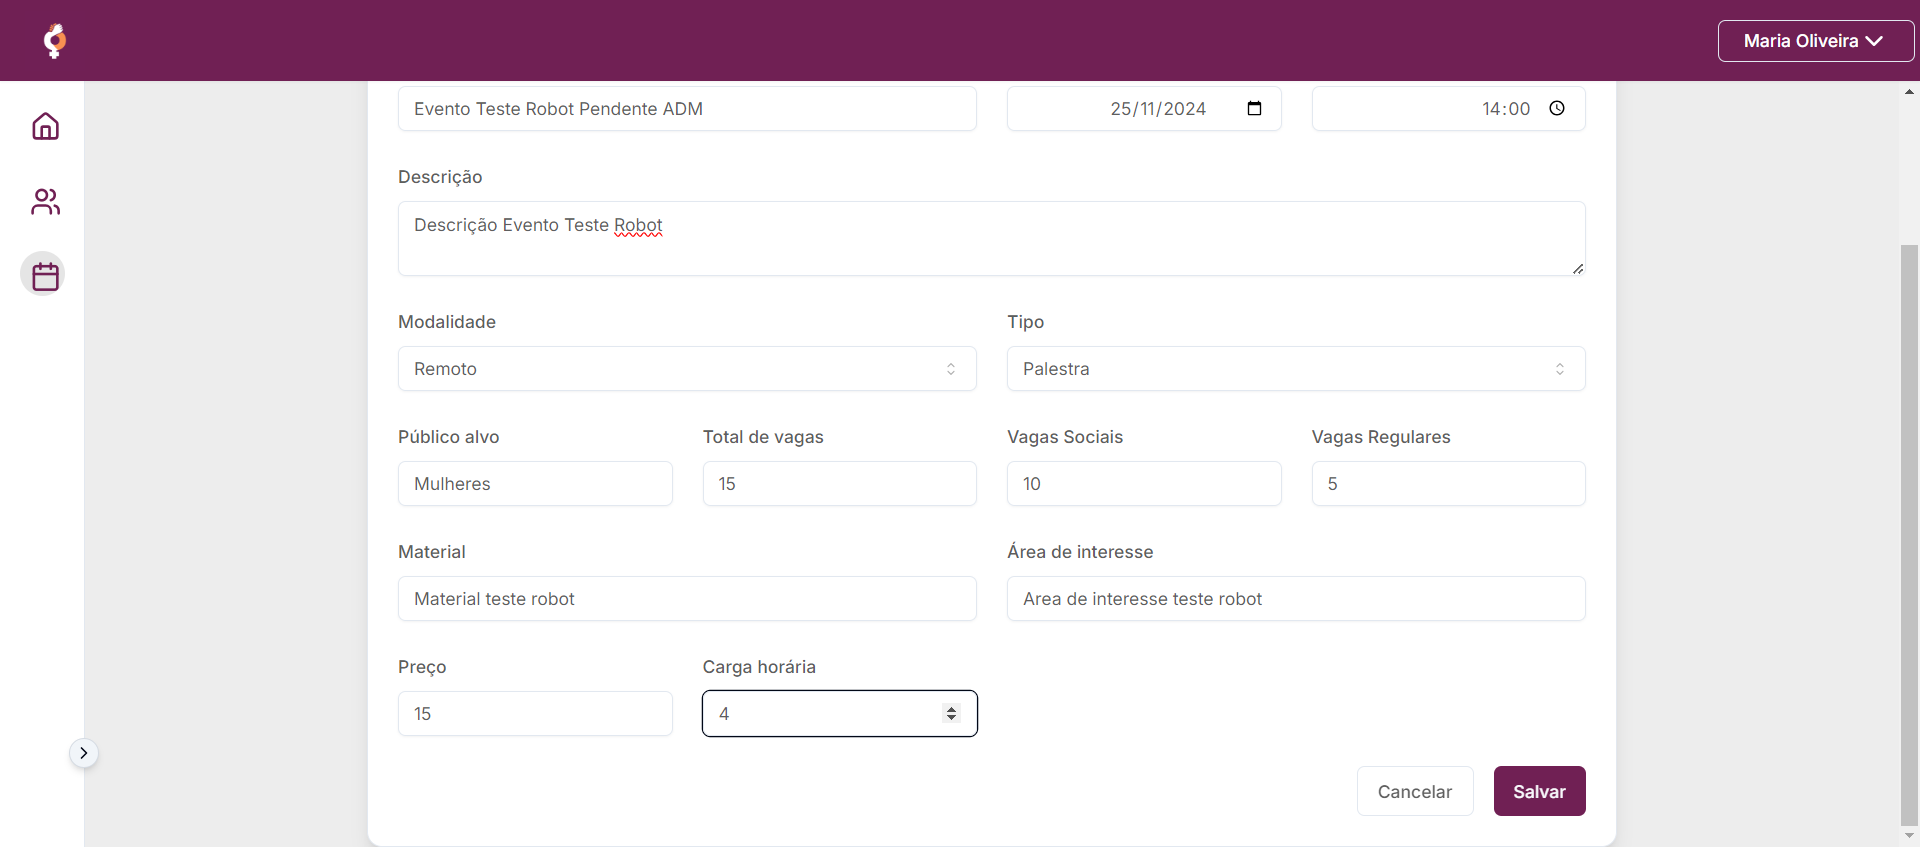 Maria Oliveira
Evento Teste Robot Pendente ADM
25/11/2024
14:00
Descrição
Descrição Evento Teste Robot
Modalidade
Tipo
Remoto
Palestra
Público alvo
Total de vagas
Vagas Sociais
Vagas Regulares
Mulheres
15
10
5
Material
Área de interesse
Material teste robot
Area de interesse teste robot
Preço
Carga horária
15
4
Cancelar
Salvar